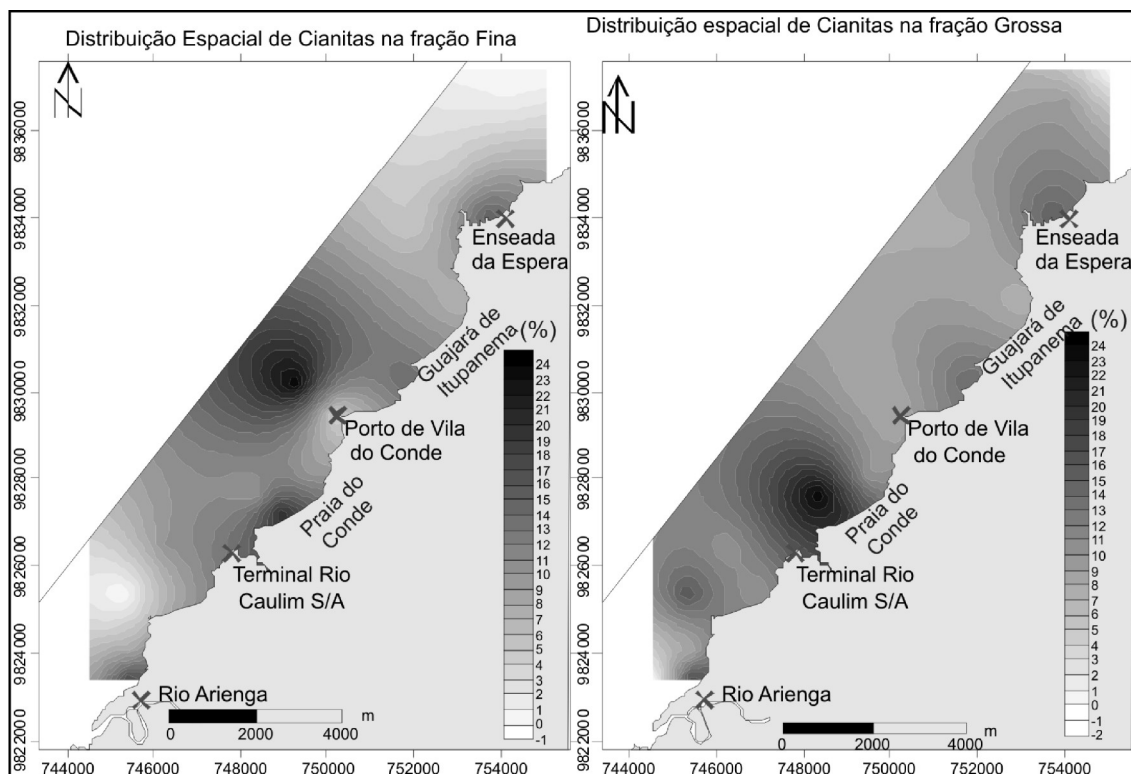 Distribuição Espacial de Cianitas na fração Fina
N
9836000
9834000
9832000
9830000
9828000
9826000
9824000
9822000
Enseada
da Espera
Guajará de
Itupanema
Porto de Vila
do Conde
Praia do
Conde
Terminal Rio
Caulim S/A
Rio Arienga
0 2000 4000 m
(%)
24
23
22
21
20
19
18
17
16
15
14
13
12
11
10
9
8
7
6
5
4
3
2
1
0
-1
744000 746000 748000 750000 752000 754000
Distribuição espacial de Cianitas na fração Grossa
N
9836000
9834000
9832000
9830000
9828000
9826000
9824000
9822000
Enseada
da Espera
Guajará de
Itupanema
Porto de Vila
do Conde
Praia do
Conde
Terminal Rio
Caulim S/A
Rio Arienga
0 2000 4000 m
(%)
24
23
22
21
20
19
18
17
16
15
14
13
12
11
10
9
8
7
6
5
4
3
2
1
0
-1
-2
744000 746000 748000 750000 752000 754000